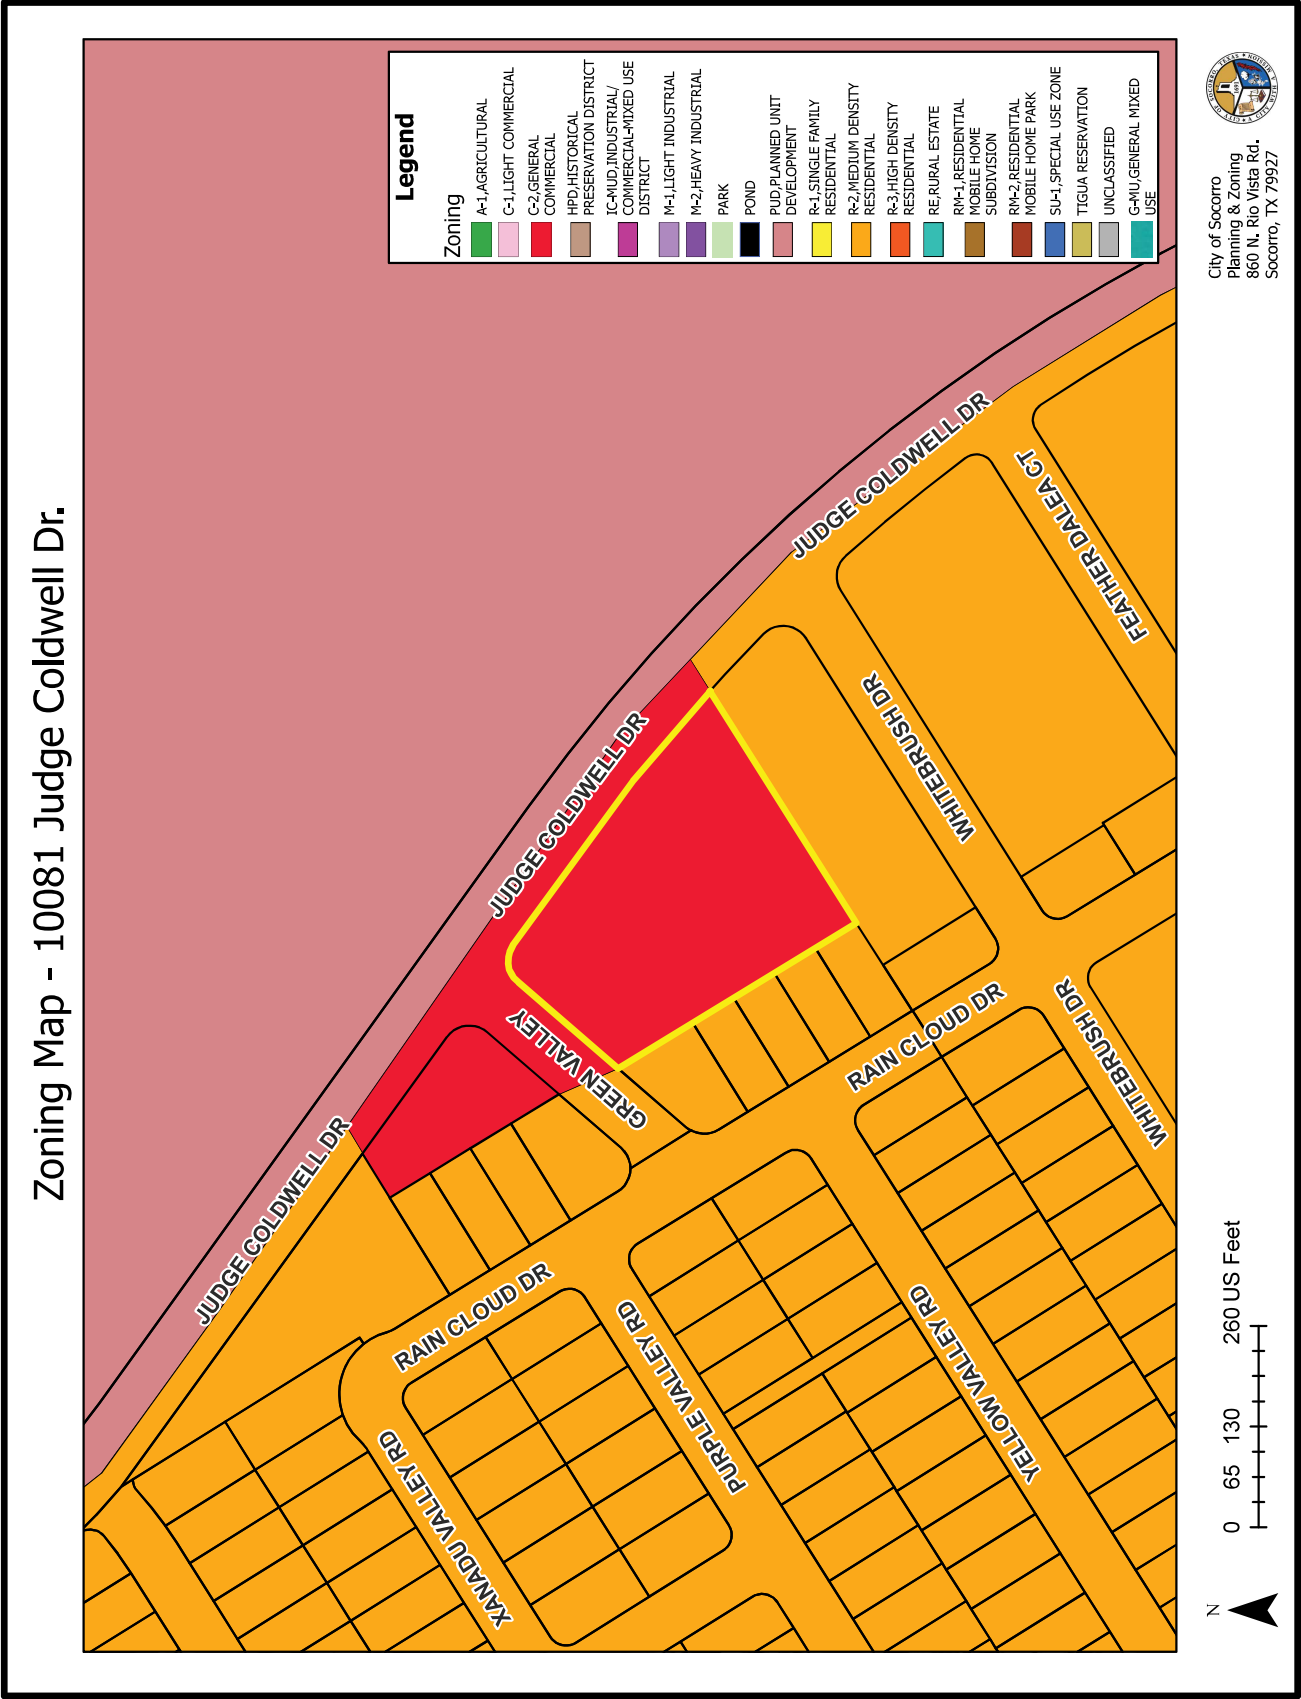 Zoning Map - 10081 Judge Coldwell Dr.
JUDGE COLDWELL DR
JUDGE COLDWELL DR
JUDGE COLDWELL DR
GREEN VALLEY
RAIN CLOUD DR
RAIN CLOUD DR
XANADU VALLEY RD
PURPLE VALLEY RD
YELLOW VALLEY RD
WHITEBRUSH DR
WHITEBRUSH DR
FEATHER DALEA CT
Legend
Zoning
A-1,AGRICULTURAL
C-1,LIGHT COMMERCIAL
C-2,GENERAL
COMMERCIAL
HPD,HISTORICAL
PRESERVATION DISTRICT
IC-MUD,INDUSTRIAL/
COMMERCIAL-MIXED USE
DISTRICT
M-1,LIGHT INDUSTRIAL
M-2,HEAVY INDUSTRIAL
PARK
POND
PUD,PLANNED UNIT
DEVELOPMENT
R-1,SINGLE FAMILY
RESIDENTIAL
R-2,MEDIUM DENSITY
RESIDENTIAL
R-3,HIGH DENSITY
RESIDENTIAL
RE,RURAL ESTATE
RM-1,RESIDENTIAL
MOBILE HOME
SUBDIVISION
RM-2,RESIDENTIAL
MOBILE HOME PARK
SU-1,SPECIAL USE ZONE
TIGUA RESERVATION
UNCLASSIFIED
G-MU,GENERAL MIXED
USE
N
0 65 130 260 US Feet
City of Socorro
Planning & Zoning
860 N. Rio Vista Rd.
Socorro, TX 79927